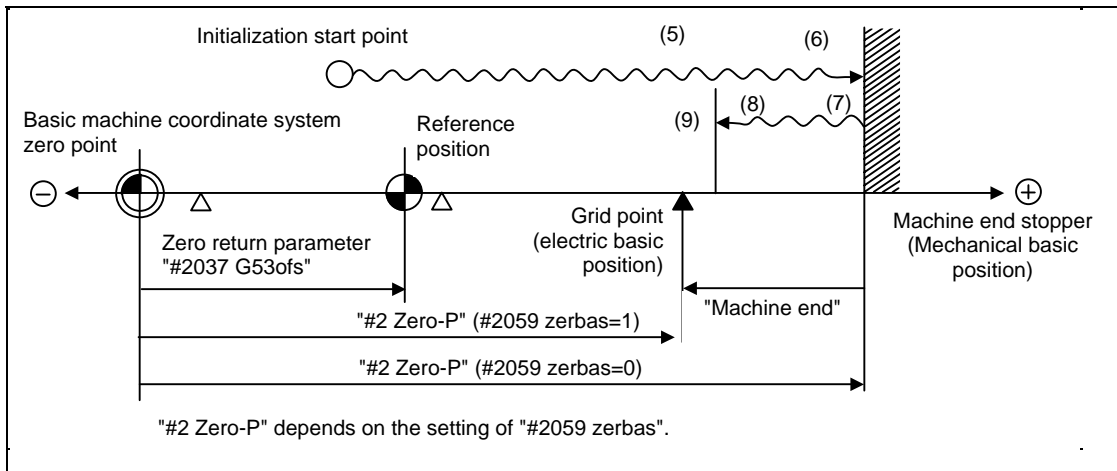 Initialization start point
(5)
(6)
Basic machine coordinate system
zero point
Reference
position
(9)
(8)
(7)
−
+
Zero return parameter
"#2037 G53ofs"
Grid point
(electric basic
position)
Machine end stopper
(Mechanical basic
position)
"Machine end"
"#2 Zero-P" (#2059 zerbas=1)
"#2 Zero-P" (#2059 zerbas=0)
"#2 Zero-P" depends on the setting of "#2059 zerbas".